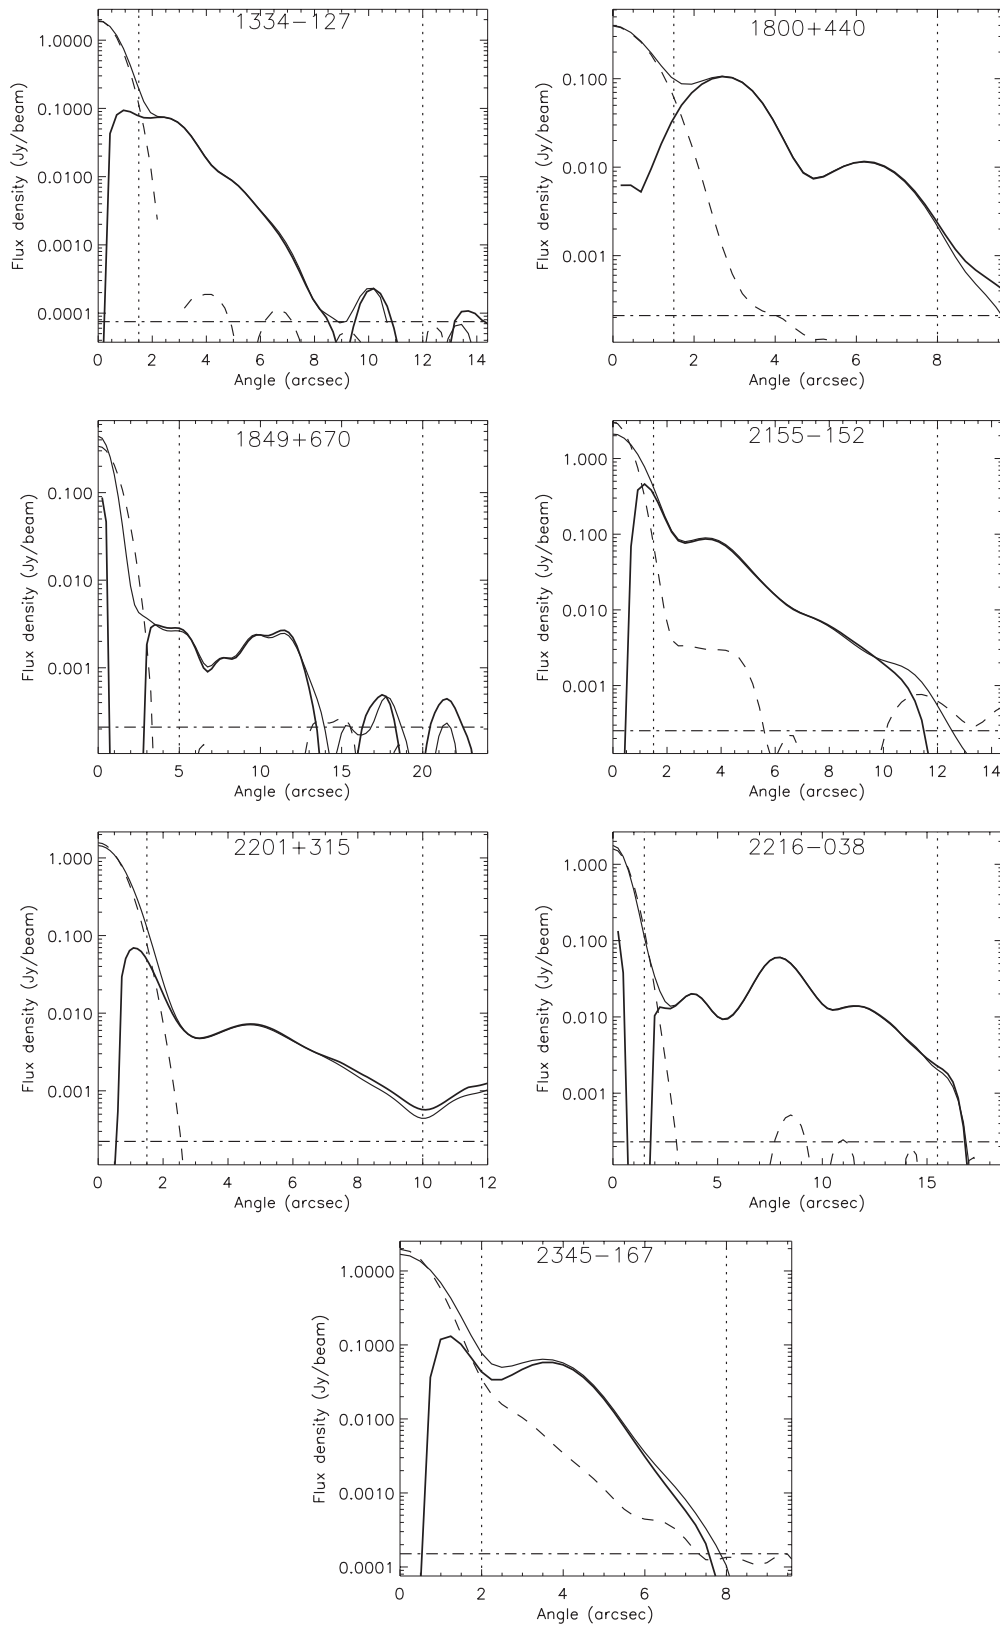 1334−127
Flux density (Jy/beam)
1.0000
0.1000
0.0100
0.0010
0.0001
0 2 4 6 8 10 12 14
Angle (arcsec)
1800+440
Flux density (Jy/beam)
0.100
0.010
0.001
0 2 4 6 8
Angle (arcsec)
1849+670
Flux density (Jy/beam)
0.100
0.010
0.001
0 5 10 15 20
Angle (arcsec)
2155−152
Flux density (Jy/beam)
1.000
0.100
0.010
0.001
0 2 4 6 8 10 12 14
Angle (arcsec)
2201+315
Flux density (Jy/beam)
1.000
0.100
0.010
0.001
0 2 4 6 8 10 12
Angle (arcsec)
2216−038
Flux density (Jy/beam)
1.000
0.100
0.010
0.001
0 5 10 15
Angle (arcsec)
2345−167
Flux density (Jy/beam)
1.0000
0.1000
0.0100
0.0010
0.0001
0 2 4 6 8
Angle (arcsec)